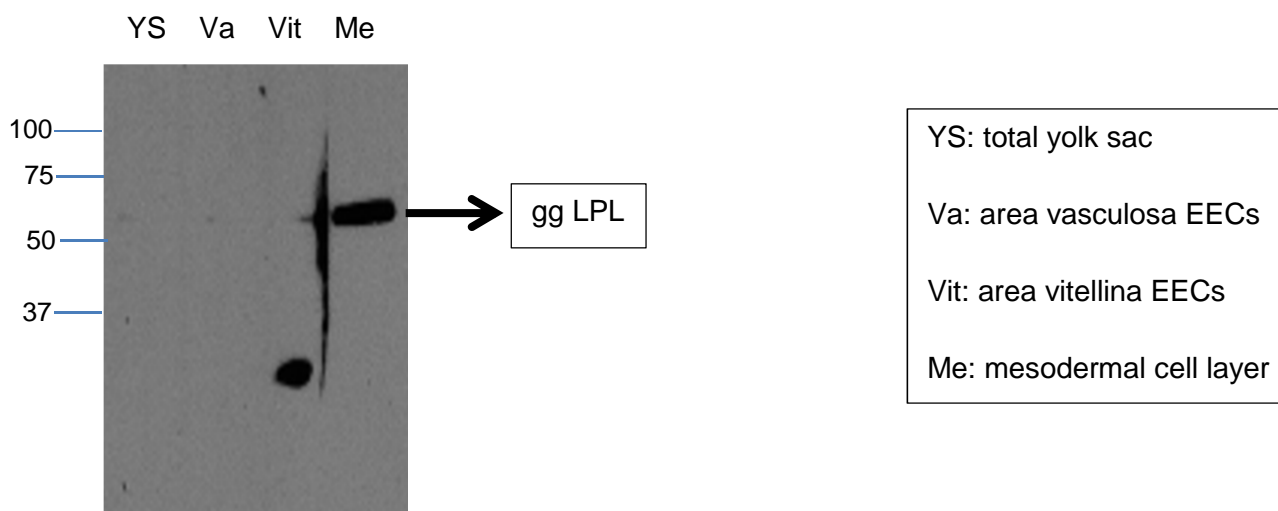 YS Va Vit Me
100
75
50
37
gg LPL
YS: total yolk sac
Va: area vasculosa EECs
Vit: area vitellina EECs
Me: mesodermal cell layer